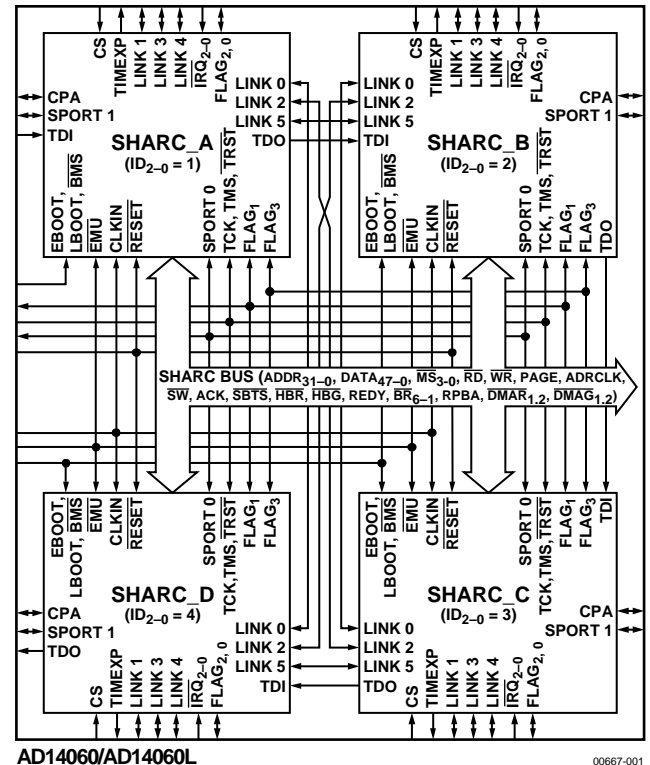 CS
TIMEXP
LINK 1
LINK 3
LINK 4
IRQ2–0
FLAG2, 0
CPA
SPORT 1
TDI
LINK 0
LINK 2
LINK 5
TDO
SHARC_A
(ID2–0 = 1)
EBOOT,
LBOOT, BMS
EMU
CLKIN
RESET
SPORT 0
TCK, TMS, TRST
FLAG1
FLAG3
CS
TIMEXP
LINK 1
LINK 3
LINK 4
IRQ2–0
FLAG2, 0
LINK 0
LINK 2
LINK 5
TDI
CPA
SPORT 1
SHARC_B
(ID2–0 = 2)
EBOOT,
LBOOT, BMS
EMU
CLKIN
RESET
SPORT 0
TCK, TMS, TRST
FLAG1
FLAG3
TDO
SHARC BUS (ADDR31–0, DATA47–0, MS3-0, RD, WR, PAGE, ADRCLK,
SW, ACK, SBTS, HBR, HBG, REDY, BR6–1, RPBA, DMAR1.2, DMAG1.2)
EBOOT,
LBOOT, BMS
EMU
CLKIN
RESET
SPORT 0
TCK,TMS,TRST
FLAG1
FLAG3
SHARC_D
(ID2–0 = 4)
CPA
SPORT 1
TDO
LINK 0
LINK 2
LINK 5
TDI
CS
TIMEXP
LINK 1
LINK 3
LINK 4
IRQ2–0
FLAG2, 0
EBOOT,
LBOOT, BMS
EMU
CLKIN
RESET
SPORT 0
TCK,TMS,TRST
FLAG1
FLAG3
TDI
SHARC_C
(ID2–0 = 3)
LINK 0
LINK 2
LINK 5
TDO
CPA
SPORT 1
CS
TIMEXP
LINK 1
LINK 3
LINK 4
IRQ2–0
FLAG2, 0
AD14060/AD14060L
00667-001